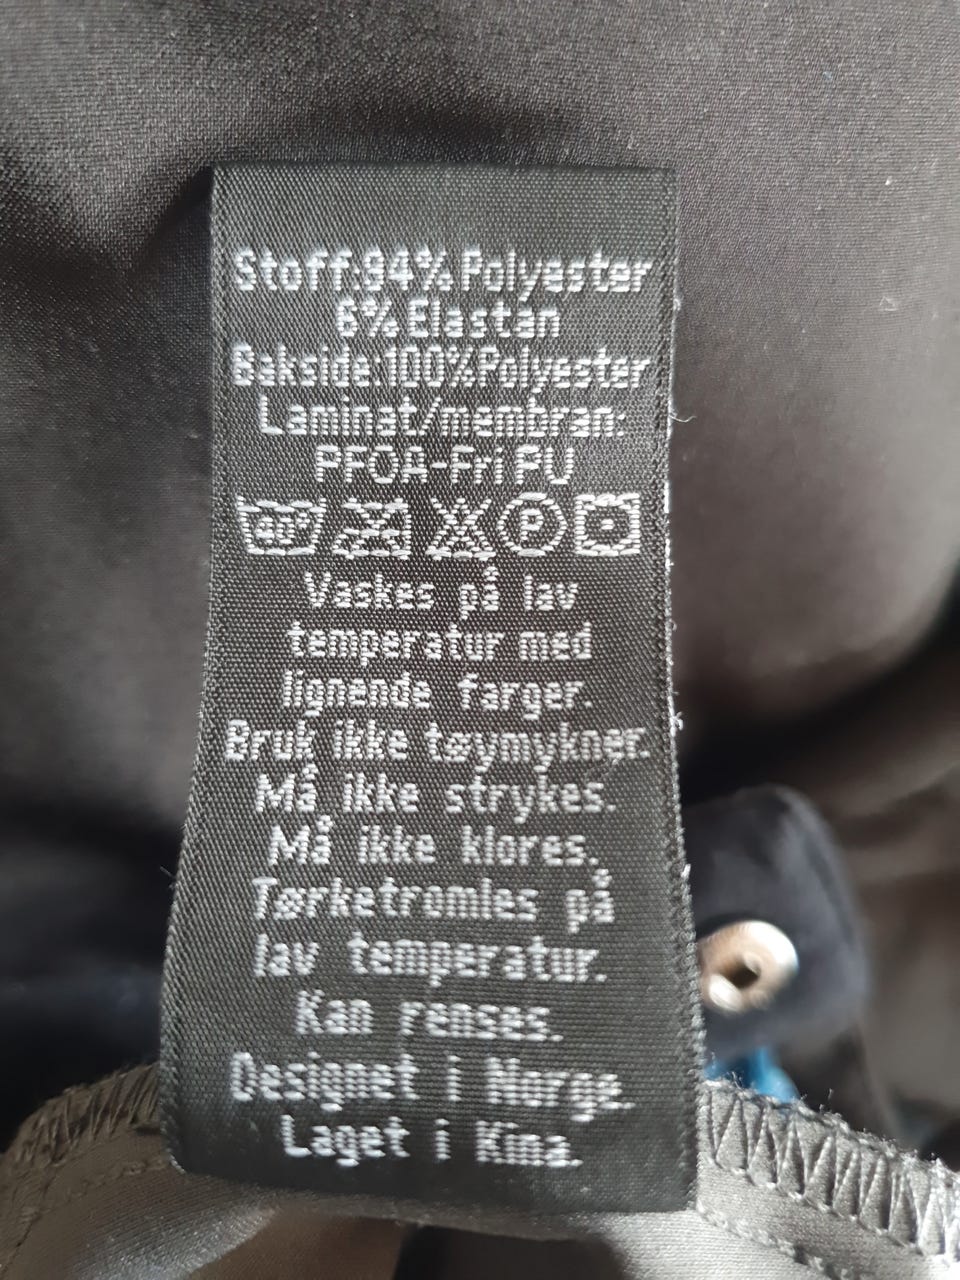 Stoff:94%Polyester
6%Elastan
Bakside:100%Polyester
Laminat/membran:
PFOA-Fri PU
40° P
Vaskes på lav
temperatur med
lignende farger.
Bruk ikke tøymykner.
Må ikke strykes.
Må ikke klores.
Tørketromles på
lav temperatur.
Kan renses.
Designet i Norge.
Laget i Kina.